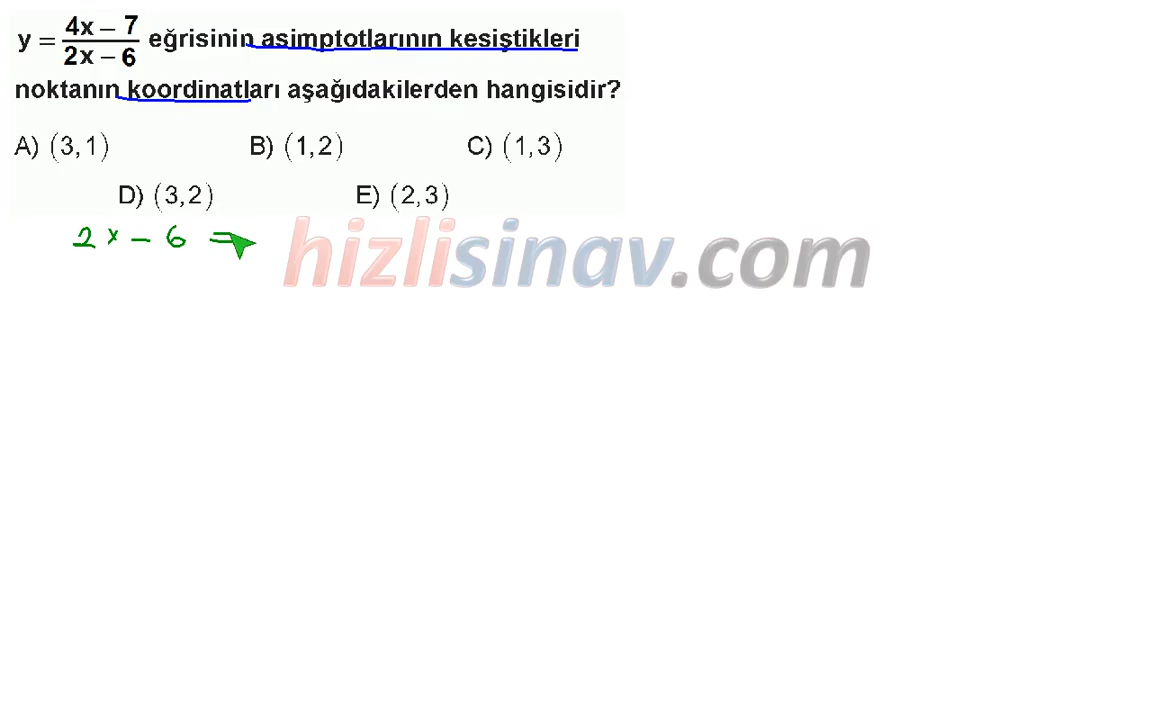 y = 4x – 7 / 2x – 6 eğrisinin asimptotlarının kesiştikleri
noktanın koordinatları aşağıdakilerden hangisidir?
A) (3,1) B) (1,2) C) (1,3)
D) (3,2) E) (2,3)
2x – 6 =
hizlisinav.com